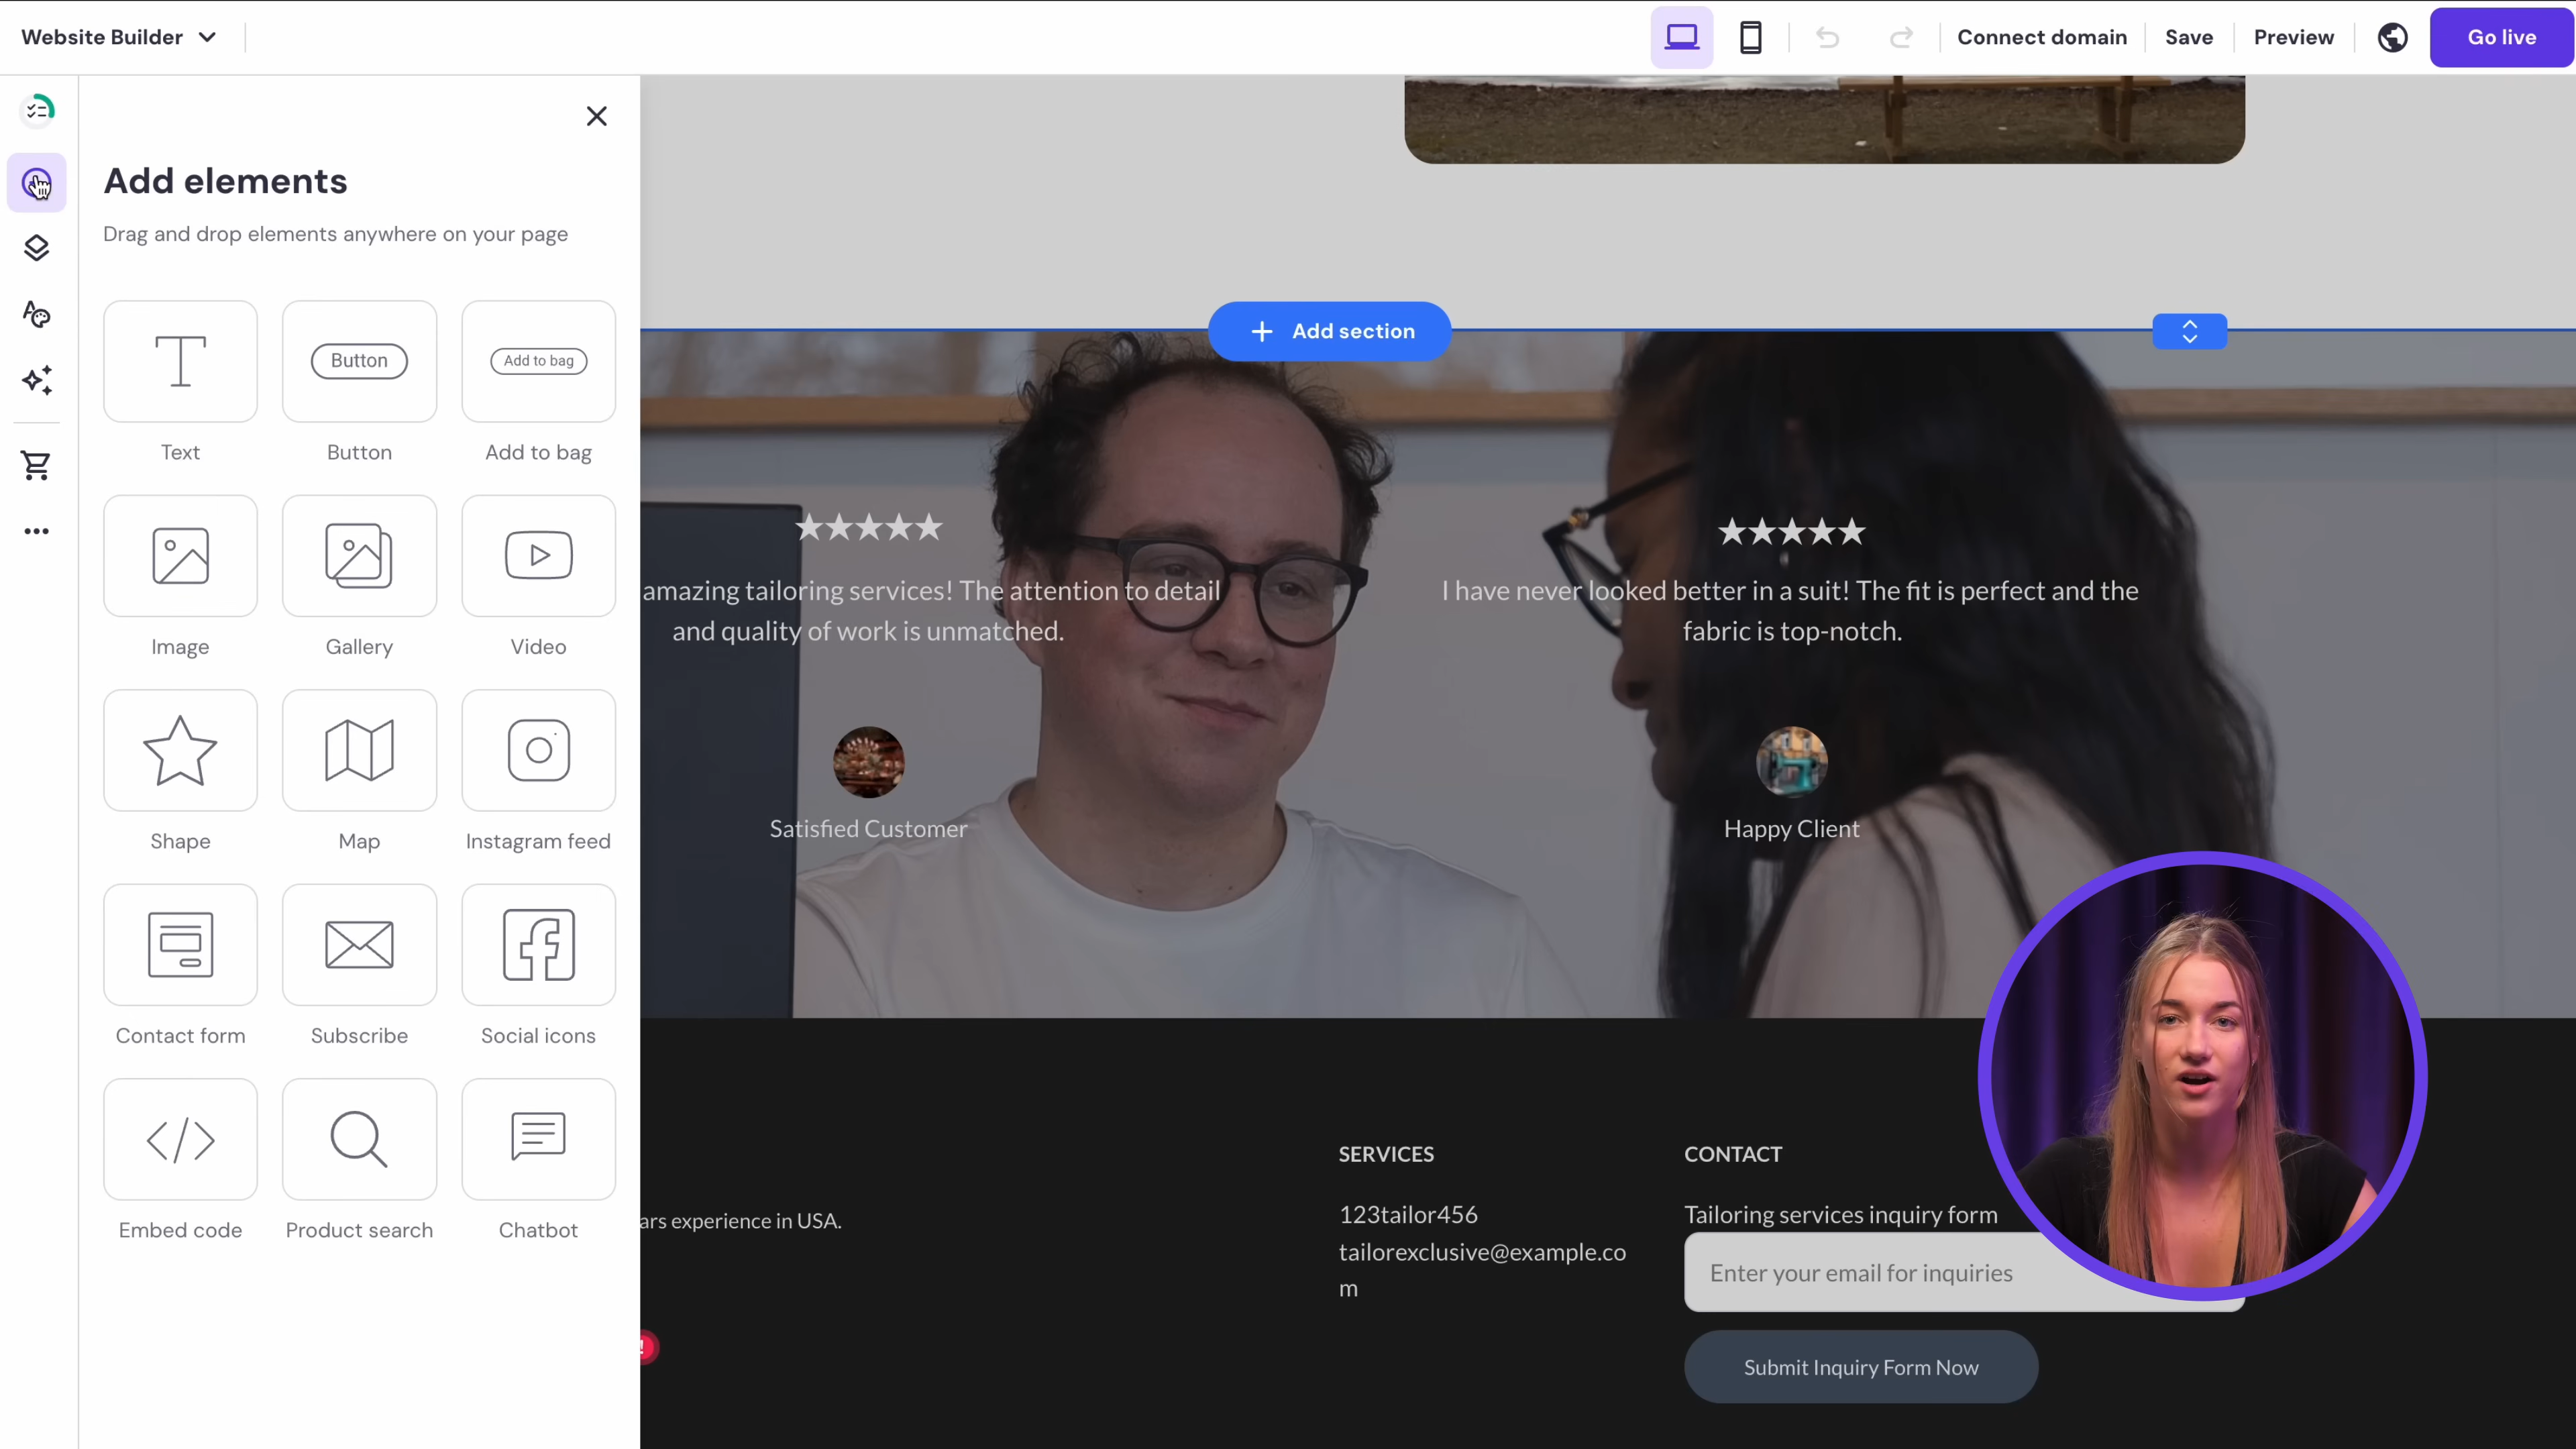 Website Builder
Connect domain
Save
Preview
Go live
Add elements
Drag and drop elements anywhere on your page
Button
Add to bag
Text
Button
Add to bag
Image
Gallery
Video
Shape
Map
Instagram feed
Contact form
Subscribe
Social icons
Embed code
Product search
Chatbot
Add section
★★★★★
amazing tailoring services! The attention to detail
and quality of work is unmatched.
Satisfied Customer
★★★★★
I have never looked better in a suit! The fit is perfect and the
fabric is top-notch.
Happy Client
ars experience in USA.
SERVICES
123tailor456
tailorexclusive@example.co
m
CONTACT
Tailoring services inquiry form
Enter your email for inquiries
Submit Inquiry Form Now